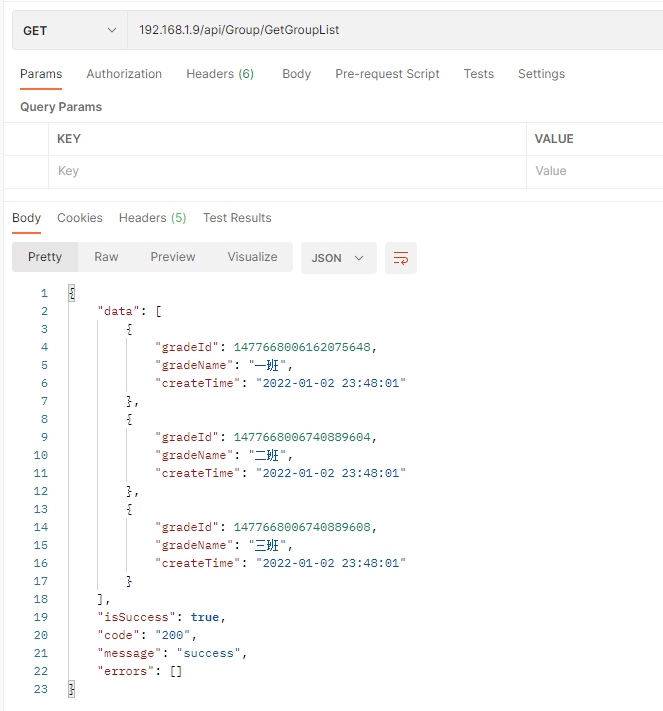 GET 192.168.1.9/api/Group/GetGroupList
Params Authorization Headers (6) Body Pre-request Script Tests Settings
Query Params
KEY VALUE
Key Value
Body Cookies Headers (5) Test Results
Pretty Raw Preview Visualize JSON
1 {
2 "data": [
3 {
4 "gradeId": 1477668006162075648,
5 "gradeName": "一班",
6 "createTime": "2022-01-02 23:48:01"
7 },
8 {
9 "gradeId": 1477668006740889604,
10 "gradeName": "二班",
11 "createTime": "2022-01-02 23:48:01"
12 },
13 {
14 "gradeId": 1477668006740889608,
15 "gradeName": "三班",
16 "createTime": "2022-01-02 23:48:01"
17 }
18 ],
19 "isSuccess": true,
20 "code": "200",
21 "message": "success",
22 "errors": []
23 }